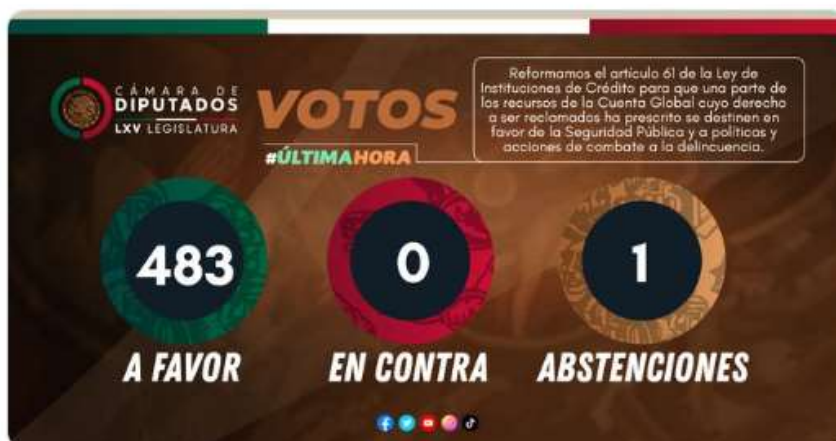 CÁMARA DE
DIPUTADOS
LXV LEGISLATURA
VOTOS
#ÚLTIMAHORA
Reformamos el artículo 61 de la Ley de
Instituciones de Crédito para que una parte de
los recursos de la Cuenta Global cuyo derecho
a ser reclamados ha prescrito se destinen en
favor de la Seguridad Pública y a políticas y
acciones de combate a la delincuencia.
483
A FAVOR
0
EN CONTRA
1
ABSTENCIONES